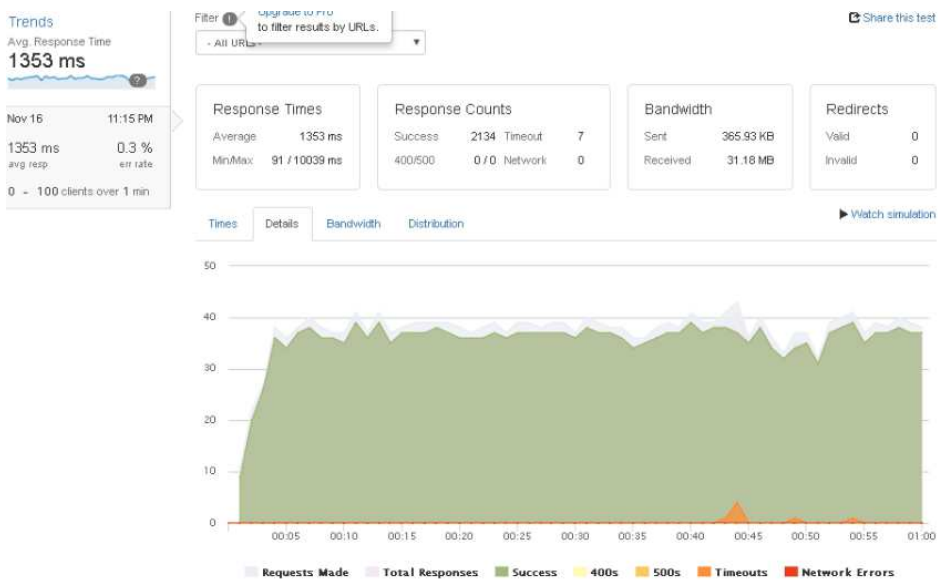 Trends
Avg. Response Time
1353 ms
?
Nov 16 11:15 PM
1353 ms 0.3 %
avg resp err rate
0 - 100 clients over 1 min
Filter !
Upgrade to Pro
to filter results by URLs.
- All URLs -
Share this test
Response Times
Average 1353 ms
Min/Max 91 / 10039 ms
Response Counts
Success 2134 Timeout 7
400/500 0 / 0 Network 0
Bandwidth
Sent 365.93 KB
Received 31.18 MB
Redirects
Valid 0
Invalid 0
Times Details Bandwidth Distribution
Watch simulation
50
40
30
20
10
0
00:05 00:10 00:15 00:20 00:25 00:30 00:35 00:40 00:45 00:50 00:55 01:00
Requests Made Total Responses Success 400s 500s Timeouts Network Errors